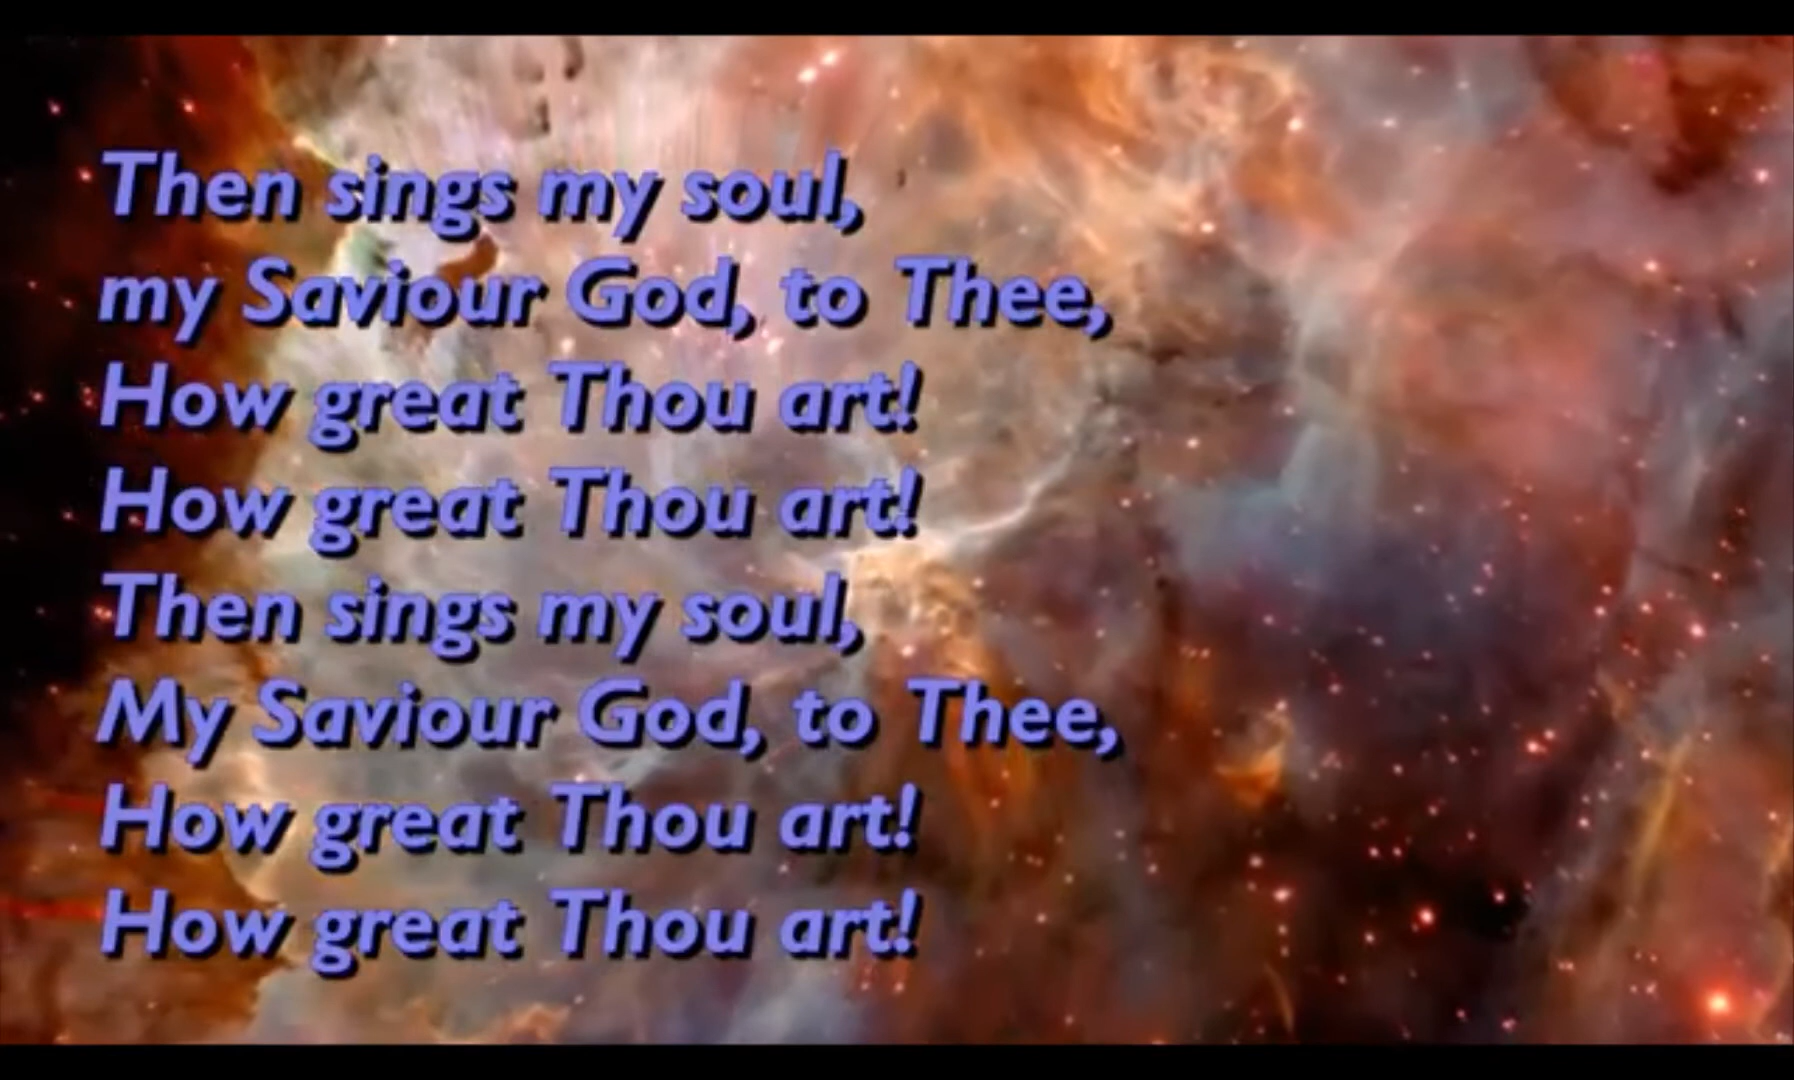 Then sings my soul,
my Saviour God, to Thee,
How great Thou art!
How great Thou art!
Then sings my soul,
My Saviour God, to Thee,
How great Thou art!
How great Thou art!